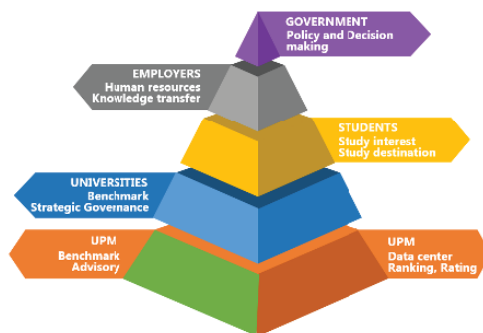 GOVERNMENT
Policy and Decision
making
EMPLOYERS
Human resources
Knowledge transfer
STUDENTS
Study interest
Study destination
UNIVERSITIES
Benchmark
Strategic Governance
UPM
Benchmark
Advisory
UPM
Data center
Ranking, Rating